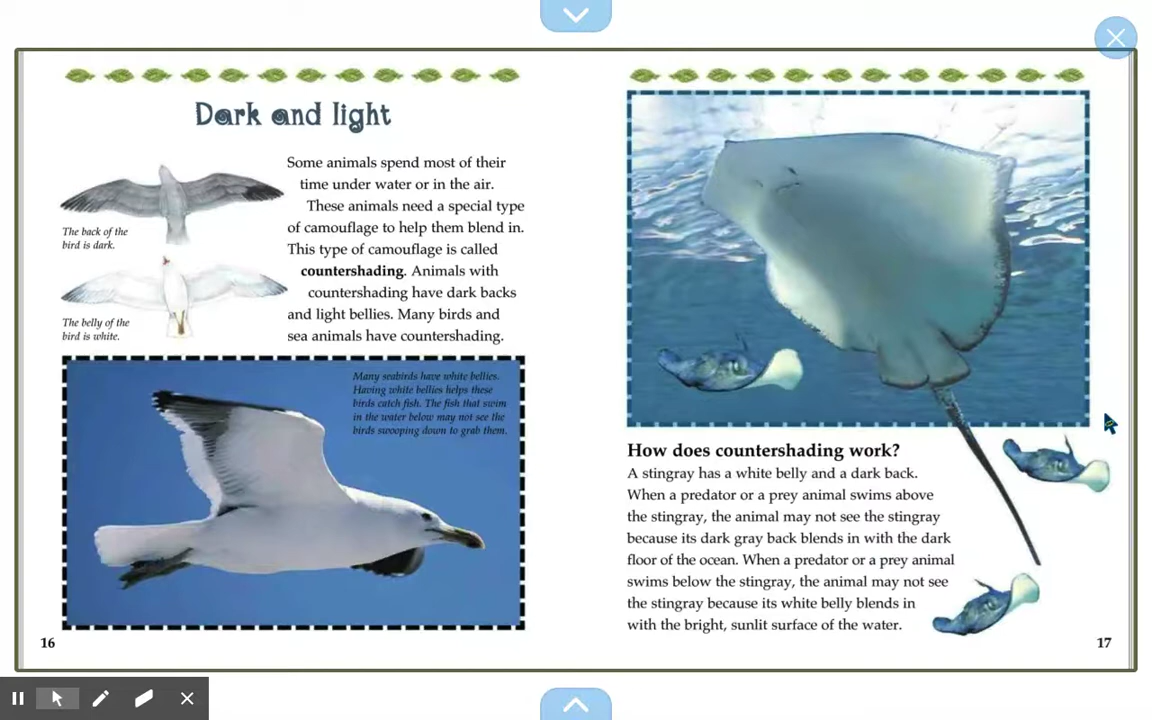 Dark and light
Some animals spend most of their
time under water or in the air.
These animals need a special type
of camouflage to help them blend in.
This type of camouflage is called
countershading. Animals with
countershading have dark backs
and light bellies. Many birds and
sea animals have countershading.
The back of the
bird is dark.
The belly of the
bird is white.
Many seabirds have white bellies.
Having white bellies helps these
birds catch fish. The fish that swim
in the water below may not see the
birds swooping down to grab them.
16
How does countershading work?
A stingray has a white belly and a dark back.
When a predator or a prey animal swims above
the stingray, the animal may not see the stingray
because its dark gray back blends in with the dark
floor of the ocean. When a predator or a prey animal
swims below the stingray, the animal may not see
the stingray because its white belly blends in
with the bright, sunlit surface of the water.
17